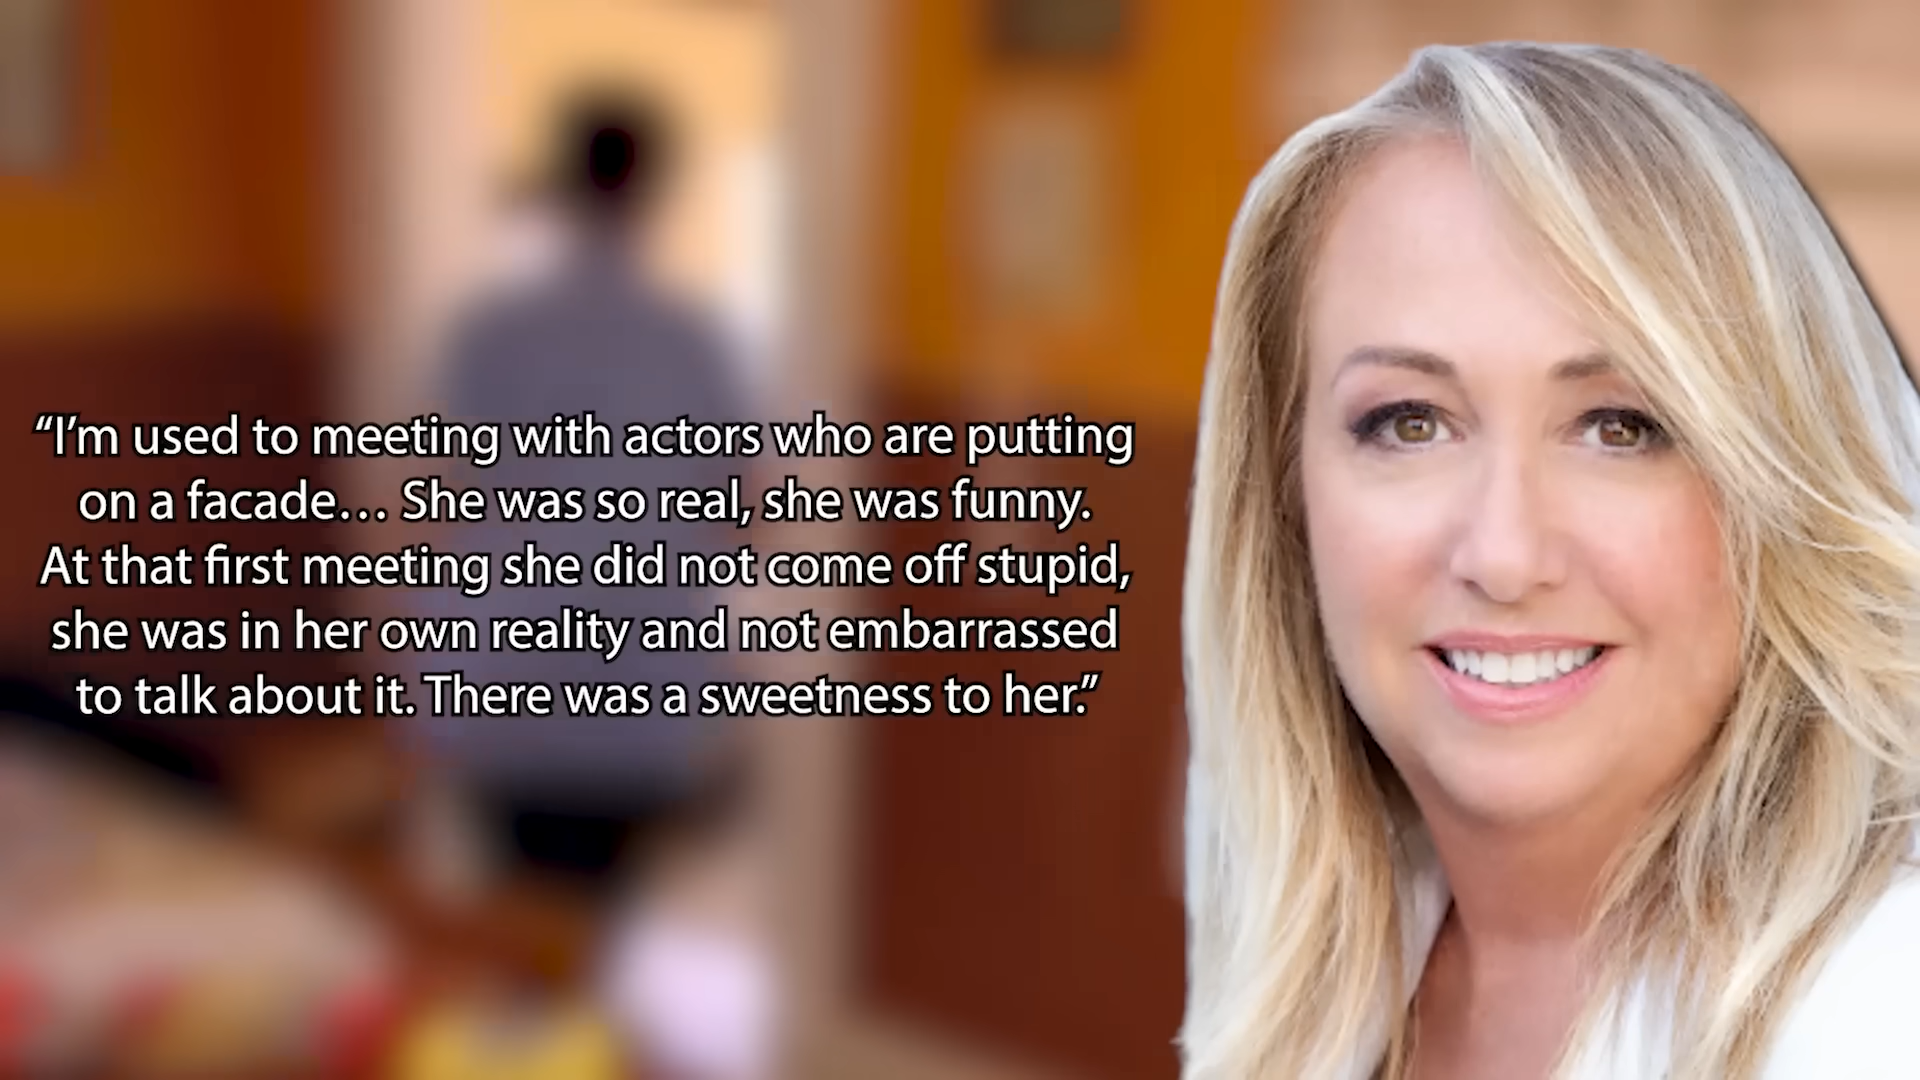 “I’m used to meeting with actors who are putting
on a facade… She was so real, she was funny.
At that first meeting she did not come off stupid,
she was in her own reality and not embarrassed
to talk about it. There was a sweetness to her.”